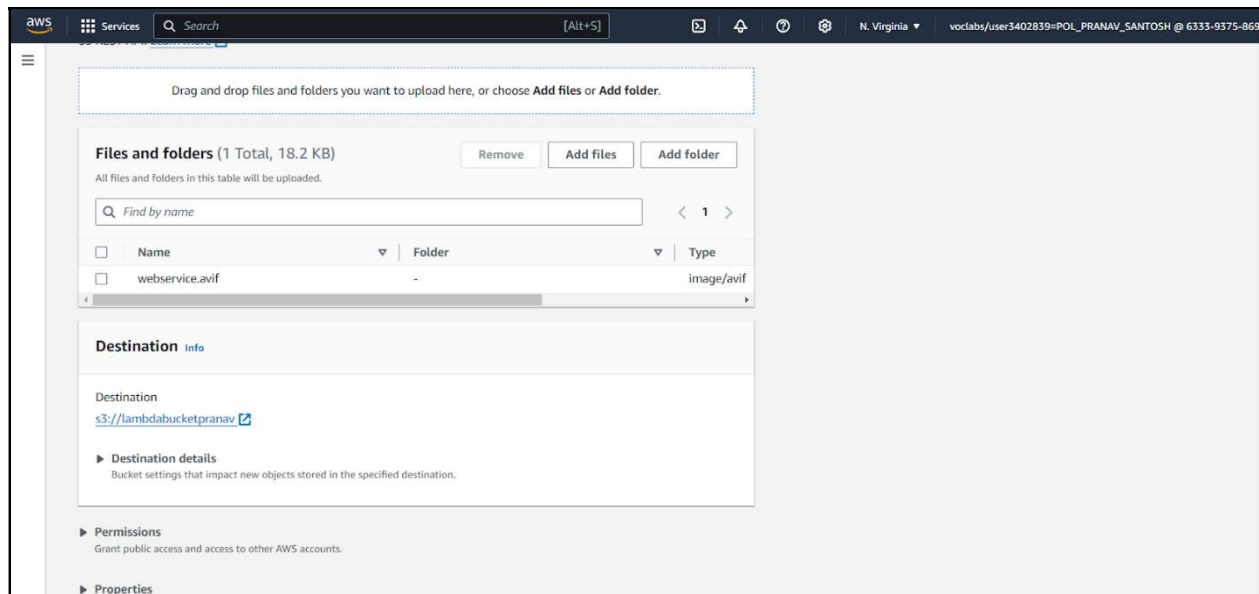 aws Services Search [Alt+S] N. Virginia ▼ voclabs/user3402839=POL_PRANAV_SANTOSH @ 6333-9375-869
Drag and drop files and folders you want to upload here, or choose Add files or Add folder.
Files and folders (1 Total, 18.2 KB) Remove Add files Add folder
All files and folders in this table will be uploaded.
Find by name 1
Name Folder Type
webservice.avif - image/avif
Destination Info
Destination
s3://lambdabucketpranav
Destination details
Bucket settings that impact new objects stored in the specified destination.
Permissions
Grant public access and access to other AWS accounts.
Properties